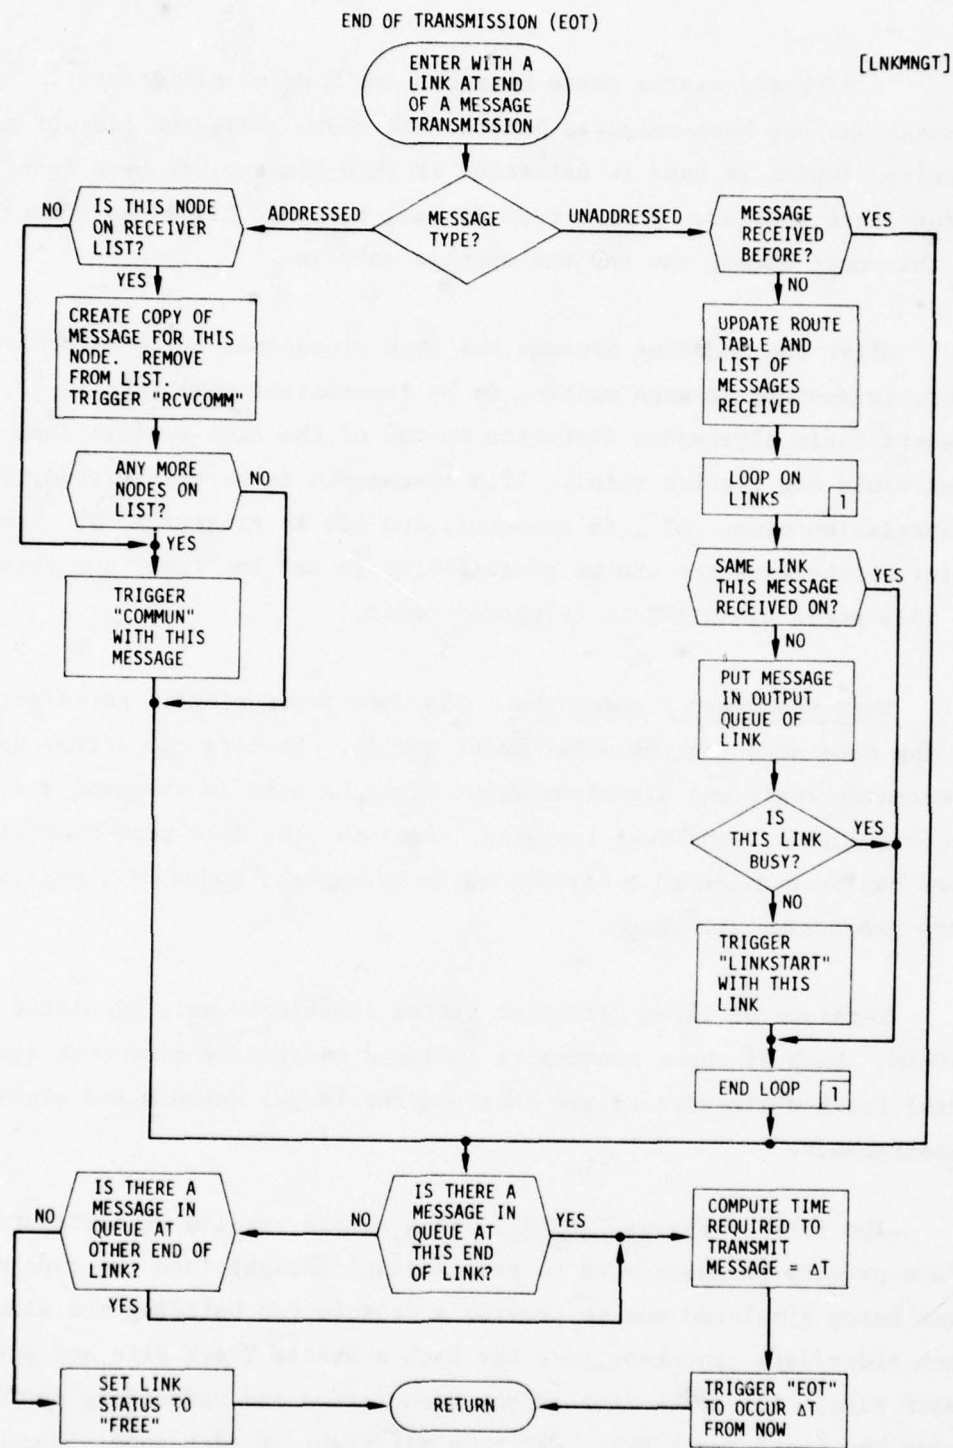 END OF TRANSMISSION (EOT)
[LNKMNGT]
ENTER WITH A
LINK AT END
OF A MESSAGE
TRANSMISSION
MESSAGE
TYPE?
ADDRESSED
UNADDRESSED
NO
IS THIS NODE
ON RECEIVER
LIST?
YES
CREATE COPY OF
MESSAGE FOR THIS
NODE. REMOVE
FROM LIST.
TRIGGER "RCVCOMM"
ANY MORE
NODES ON
LIST?
NO
YES
TRIGGER
"COMMUN"
WITH THIS
MESSAGE
MESSAGE
RECEIVED
BEFORE?
YES
NO
UPDATE ROUTE
TABLE AND
LIST OF
MESSAGES
RECEIVED
LOOP ON
LINKS
1
SAME LINK
THIS MESSAGE
RECEIVED ON?
YES
NO
PUT MESSAGE
IN OUTPUT
QUEUE OF
LINK
IS
THIS LINK
BUSY?
YES
NO
TRIGGER
"LINKSTART"
WITH THIS
LINK
END LOOP
1
IS THERE A
MESSAGE IN
QUEUE AT
THIS END
OF LINK?
NO
YES
IS THERE A
MESSAGE IN
QUEUE AT
OTHER END OF
LINK?
NO
YES
COMPUTE TIME
REQUIRED TO
TRANSMIT
MESSAGE = ΔT
SET LINK
STATUS TO
"FREE"
RETURN
TRIGGER "EOT"
TO OCCUR ΔT
FROM NOW